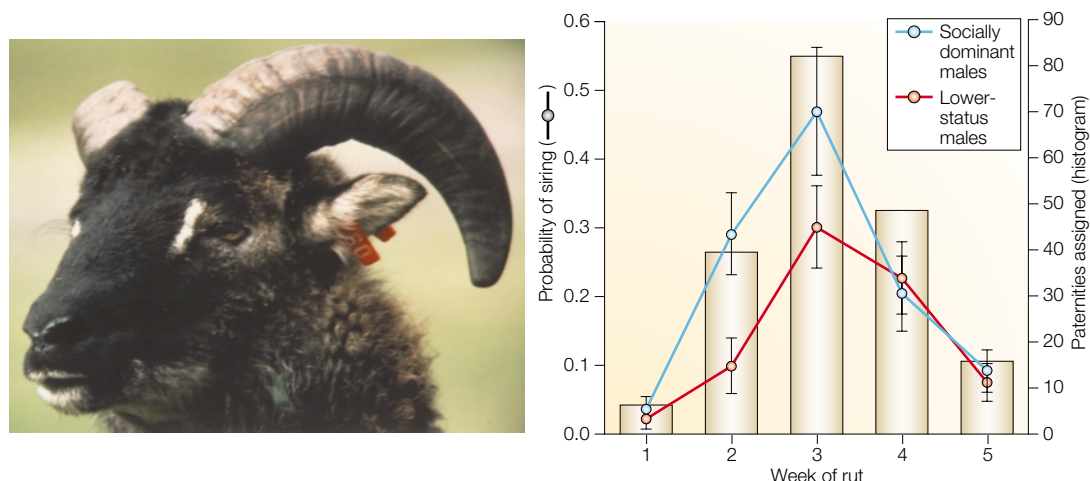 Probability of siring ( )
0.6
0.5
0.4
0.3
0.2
0.1
0.0
Socially
dominant
males
Lower-
status
males
90
80
70
60
50
40
30
20
10
0
Paternities assigned (histogram)
1 2 3 4 5
Week of rut